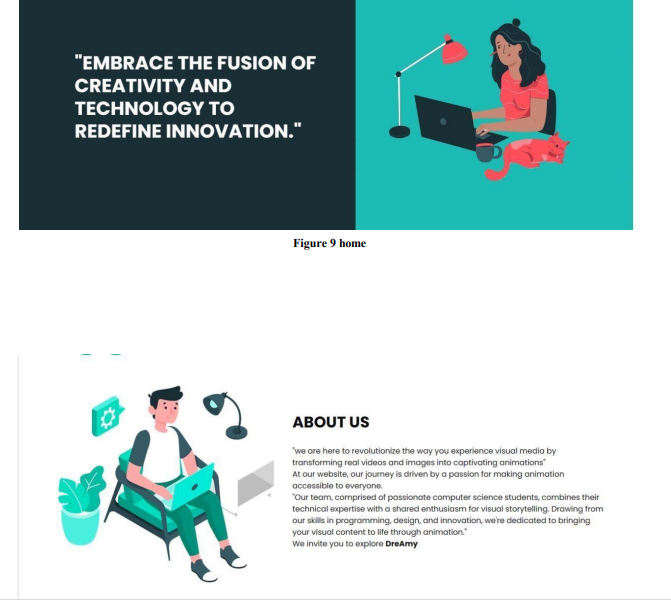 "EMBRACE THE FUSION OF
CREATIVITY AND
TECHNOLOGY TO
REDEFINE INNOVATION."
Figure 9 home
ABOUT US
"we are here to revolutionize the way you experience visual media by
transforming real videos and images into captivating animations"
At our website, our journey is driven by a passion for making animation
accessible to everyone.
"Our team, comprised of passionate computer science students, combines their
technical expertise with a shared enthusiasm for visual storytelling. Drawing from
our skills in programming, design, and innovation, we're dedicated to bringing
your visual content to life through animation."
We invite you to explore DreAmy